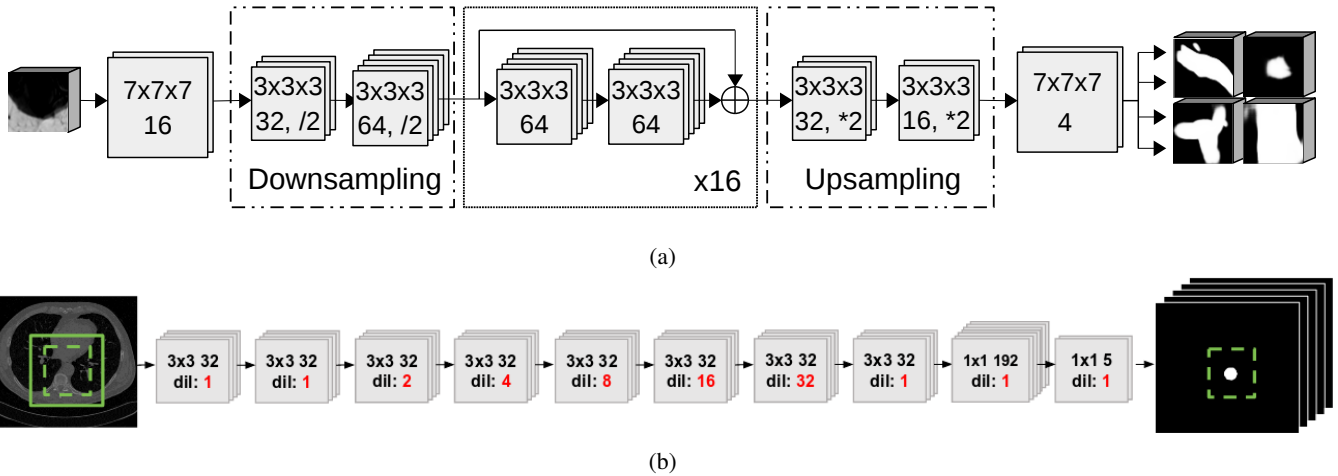 7x7x7
16
3x3x3
32, /2
3x3x3
64, /2
Downsampling
3x3x3
64
3x3x3
64
x16
3x3x3
32, *2
3x3x3
16, *2
Upsampling
7x7x7
4
(a)
3x3 32
dil: 1
3x3 32
dil: 1
3x3 32
dil: 2
3x3 32
dil: 4
3x3 32
dil: 8
3x3 32
dil: 16
3x3 32
dil: 32
3x3 32
dil: 1
1x1 192
dil: 1
1x1 5
dil: 1
(b)